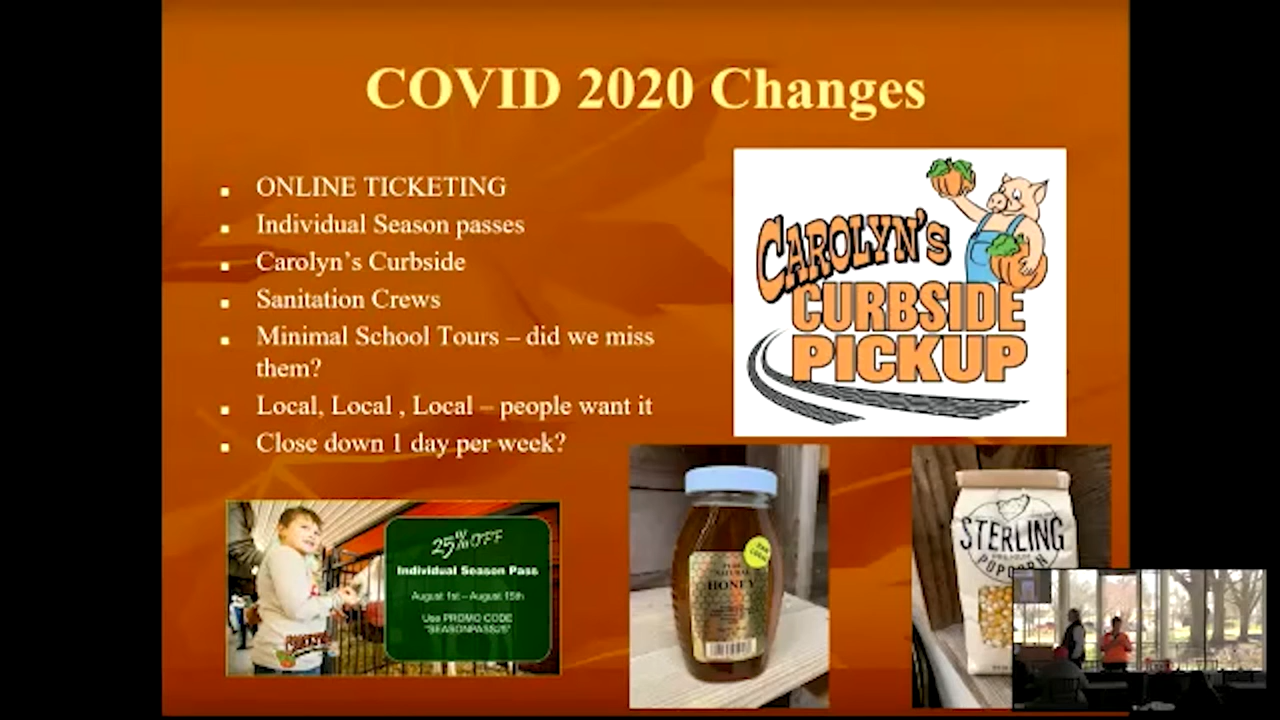 COVID 2020 Changes
ONLINE TICKETING
Individual Season passes
Carolyn's Curbside
Sanitation Crews
Minimal School Tours – did we miss
them?
Local, Local , Local – people want it
Close down 1 day per week?
CAROLYN'S
CURBSIDE
PICKUP
25% OFF
Individual Season Pass
August 1st – August 15th
Use PROMO CODE
"SEASONPASS25"
CAROLYN'S
HONEY
STERLING
POPCORN